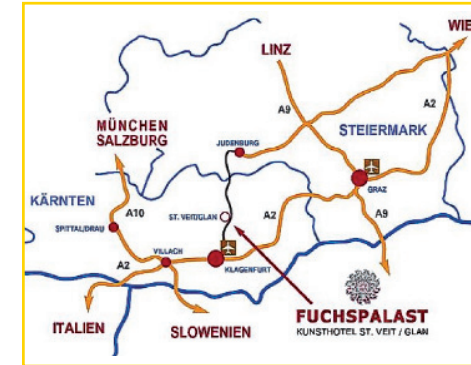 WIE
LINZ
A9
A2
STEIERMARK
MÜNCHEN
SALZBURG
JUDENBURG
GRAZ
KÄRNTEN
A10
ST. VEIT/GLAN
A2
A9
SPITTAL/DRAU
VILLACH
KLAGENFURT
A2
FUCHSPALAST
KUNSTHOTEL ST. VEIT / GLAN
ITALIEN
SLOWENIEN